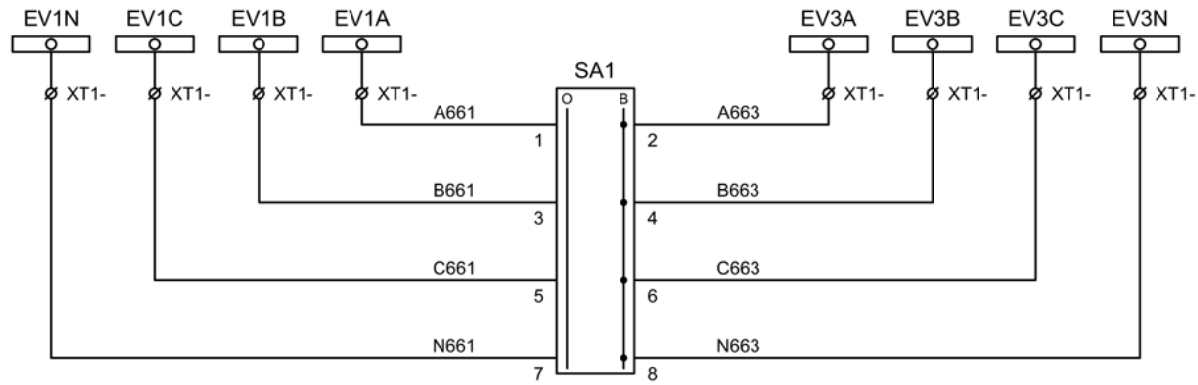 EV1N EV1C EV1B EV1A EV3A EV3B EV3C EV3N
SA1
XT1- XT1- XT1- XT1- XT1- XT1- XT1- XT1-
O B
A661 A663
1 2
B661 B663
3 4
C661 C663
5 6
N661 N663
7 8